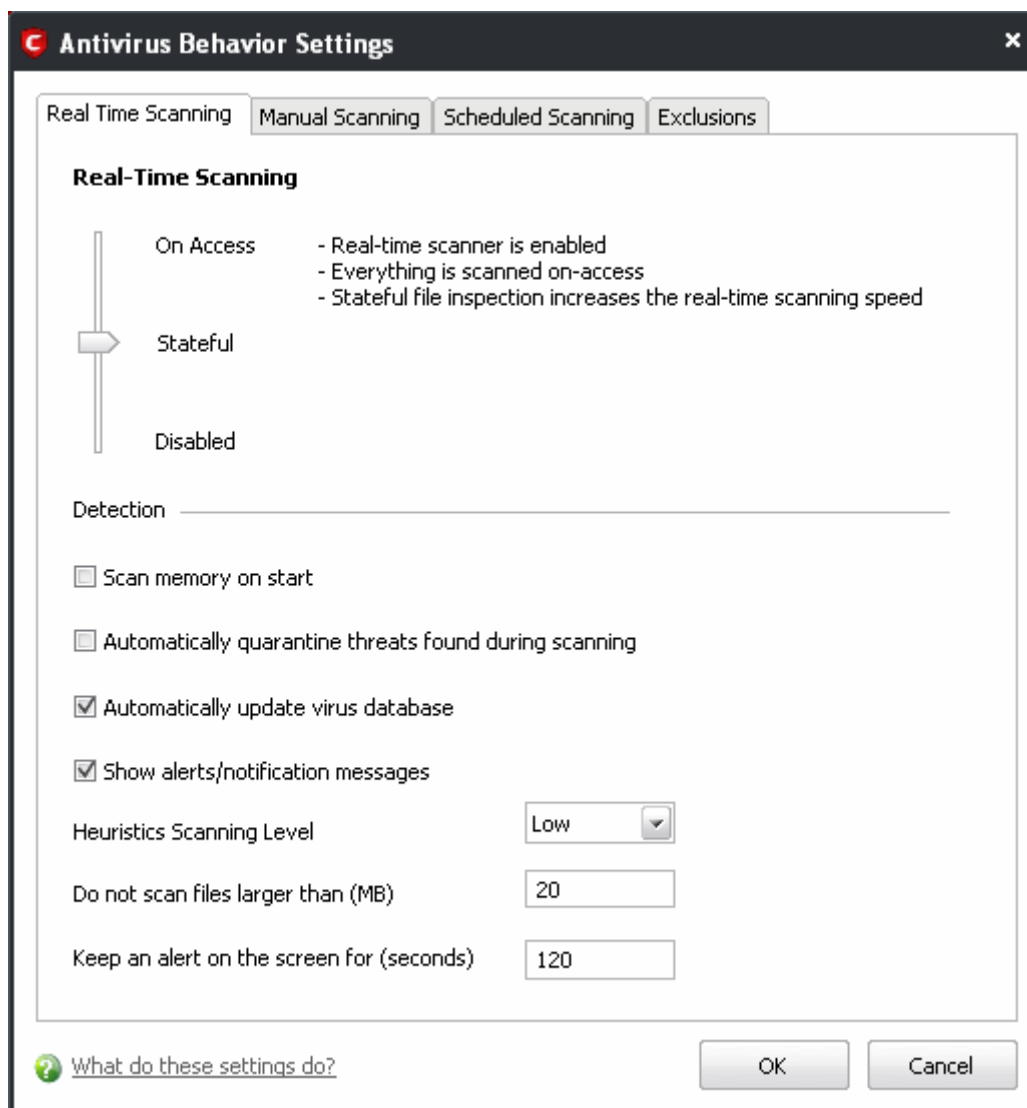 Antivirus Behavior Settings
Real Time Scanning Manual Scanning Scheduled Scanning Exclusions
Real-Time Scanning
On Access
- Real-time scanner is enabled
- Everything is scanned on-access
- Stateful file inspection increases the real-time scanning speed
Stateful
Disabled
Detection
Scan memory on start
Automatically quarantine threats found during scanning
Automatically update virus database
Show alerts/notification messages
Heuristics Scanning Level Low
Do not scan files larger than (MB) 20
Keep an alert on the screen for (seconds) 120
What do these settings do? OK Cancel